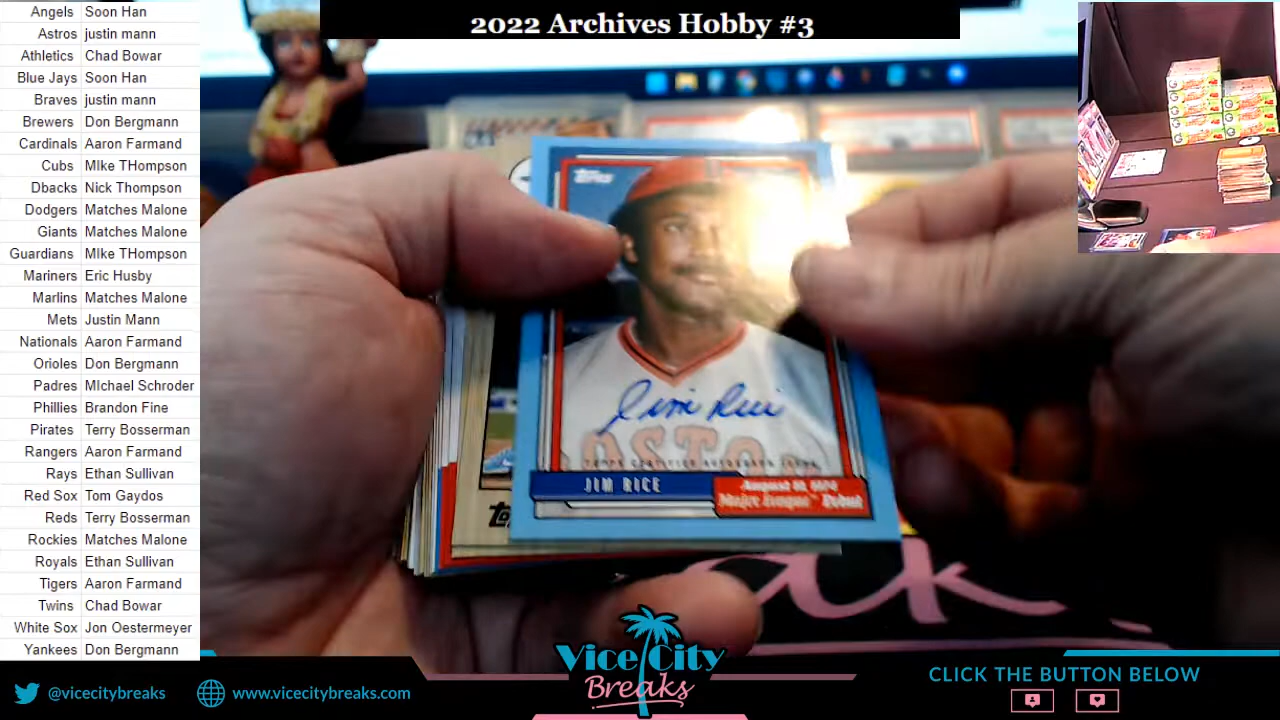 2022 Archives Hobby #3
Angels Soon Han
Astros justin mann
Athletics Chad Bowar
Blue Jays Soon Han
Braves justin mann
Brewers Don Bergmann
Cardinals Aaron Farmand
Cubs MIke THompson
Dbacks Nick Thompson
Dodgers Matches Malone
Giants Matches Malone
Guardians MIke THompson
Mariners Eric Husby
Marlins Matches Malone
Mets Justin Mann
Nationals Aaron Farmand
Orioles Don Bergmann
Padres MIchael Schroder
Phillies Brandon Fine
Pirates Terry Bosserman
Rangers Aaron Farmand
Rays Ethan Sullivan
Red Sox Tom Gaydos
Reds Terry Bosserman
Rockies Matches Malone
Royals Ethan Sullivan
Tigers Aaron Farmand
Twins Chad Bowar
White Sox Jon Oestermeyer
Yankees Don Bergmann
Topps
Jim Rice
OSTO
TOPPS CERTIFIED AUTOGRAPH ISSUE
JIM RICE
Major League™ Debut
Vice City
Breaks
@vicecitybreaks
www.vicecitybreaks.com
CLICK THE BUTTON BELOW